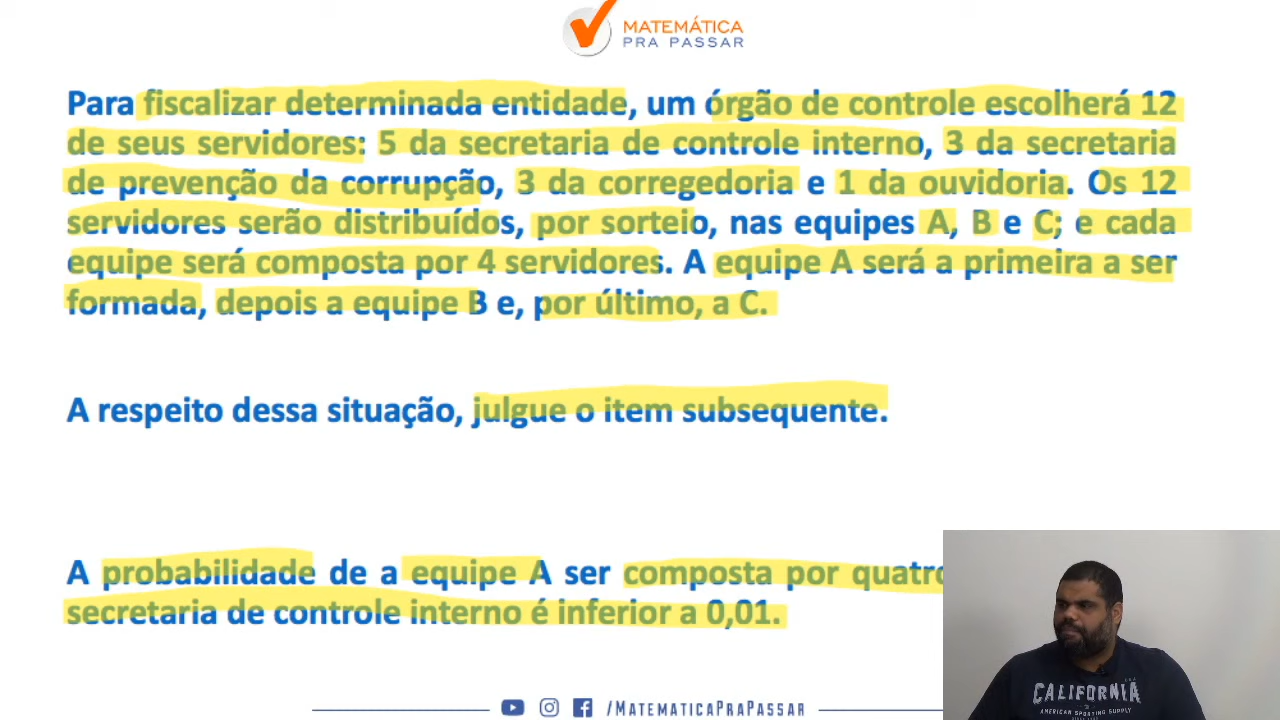 MATEMÁTICA
PRA PASSAR
Para fiscalizar determinada entidade, um órgão de controle escolherá 12
de seus servidores: 5 da secretaria de controle interno, 3 da secretaria
de prevenção da corrupção, 3 da corregedoria e 1 da ouvidoria. Os 12
servidores serão distribuídos, por sorteio, nas equipes A, B e C; e cada
equipe será composta por 4 servidores. A equipe A será a primeira a ser
formada, depois a equipe B e, por último, a C.
A respeito dessa situação, julgue o item subsequente.
A probabilidade de a equipe A ser composta por quatro
secretaria de controle interno é inferior a 0,01.
CALIFORNIA
AMERICAN SPORTING SUPPLY
/MATEMATICAPRAPASSAR